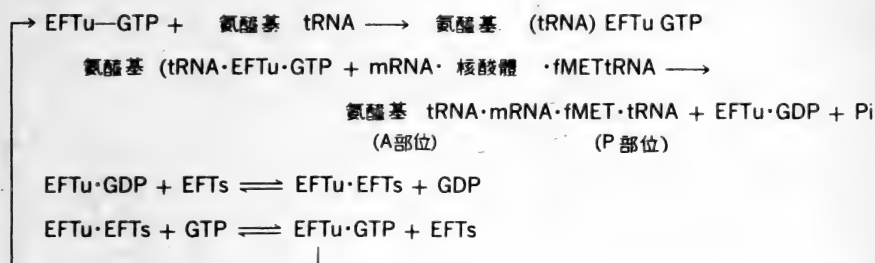 → EFTu—GTP + 氨醯基 tRNA ⟶ 氨醯基 (tRNA) EFTu GTP
氨醯基 (tRNA·EFTu·GTP + mRNA· 核酸體 ·fMETtRNA ⟶
氨醯基 tRNA·mRNA·fMET·tRNA + EFTu·GDP + Pi
(A部位) (P部位)
EFTu·GDP + EFTs ⇌ EFTu·EFTs + GDP
EFTu·EFTs + GTP ⇌ EFTu·GTP + EFTs